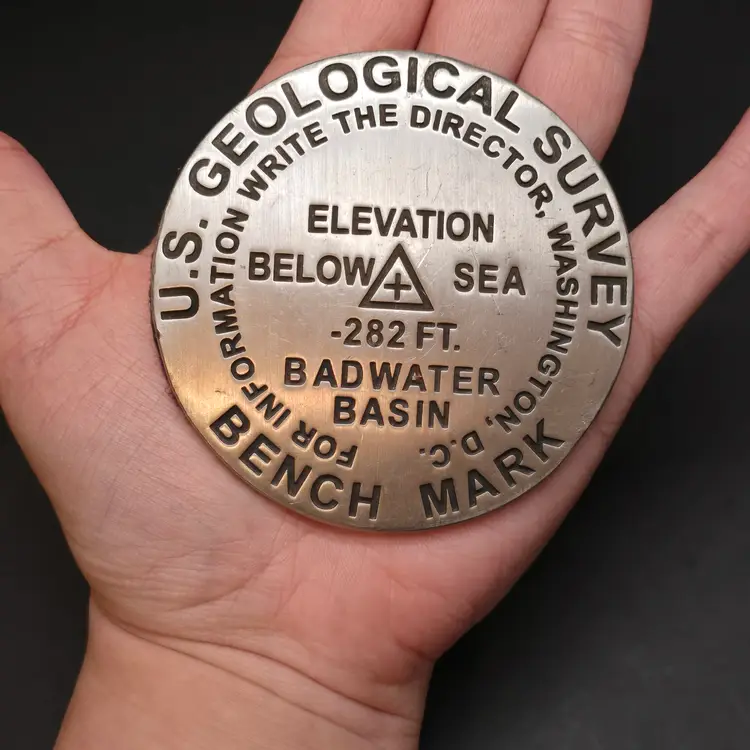 U.S. GEOLOGICAL SURVEY
FOR INFORMATION WRITE THE DIRECTOR, WASHINGTON, D.C.
ELEVATION
BELOW SEA
-282 FT.
BADWATER
BASIN
BENCH MARK